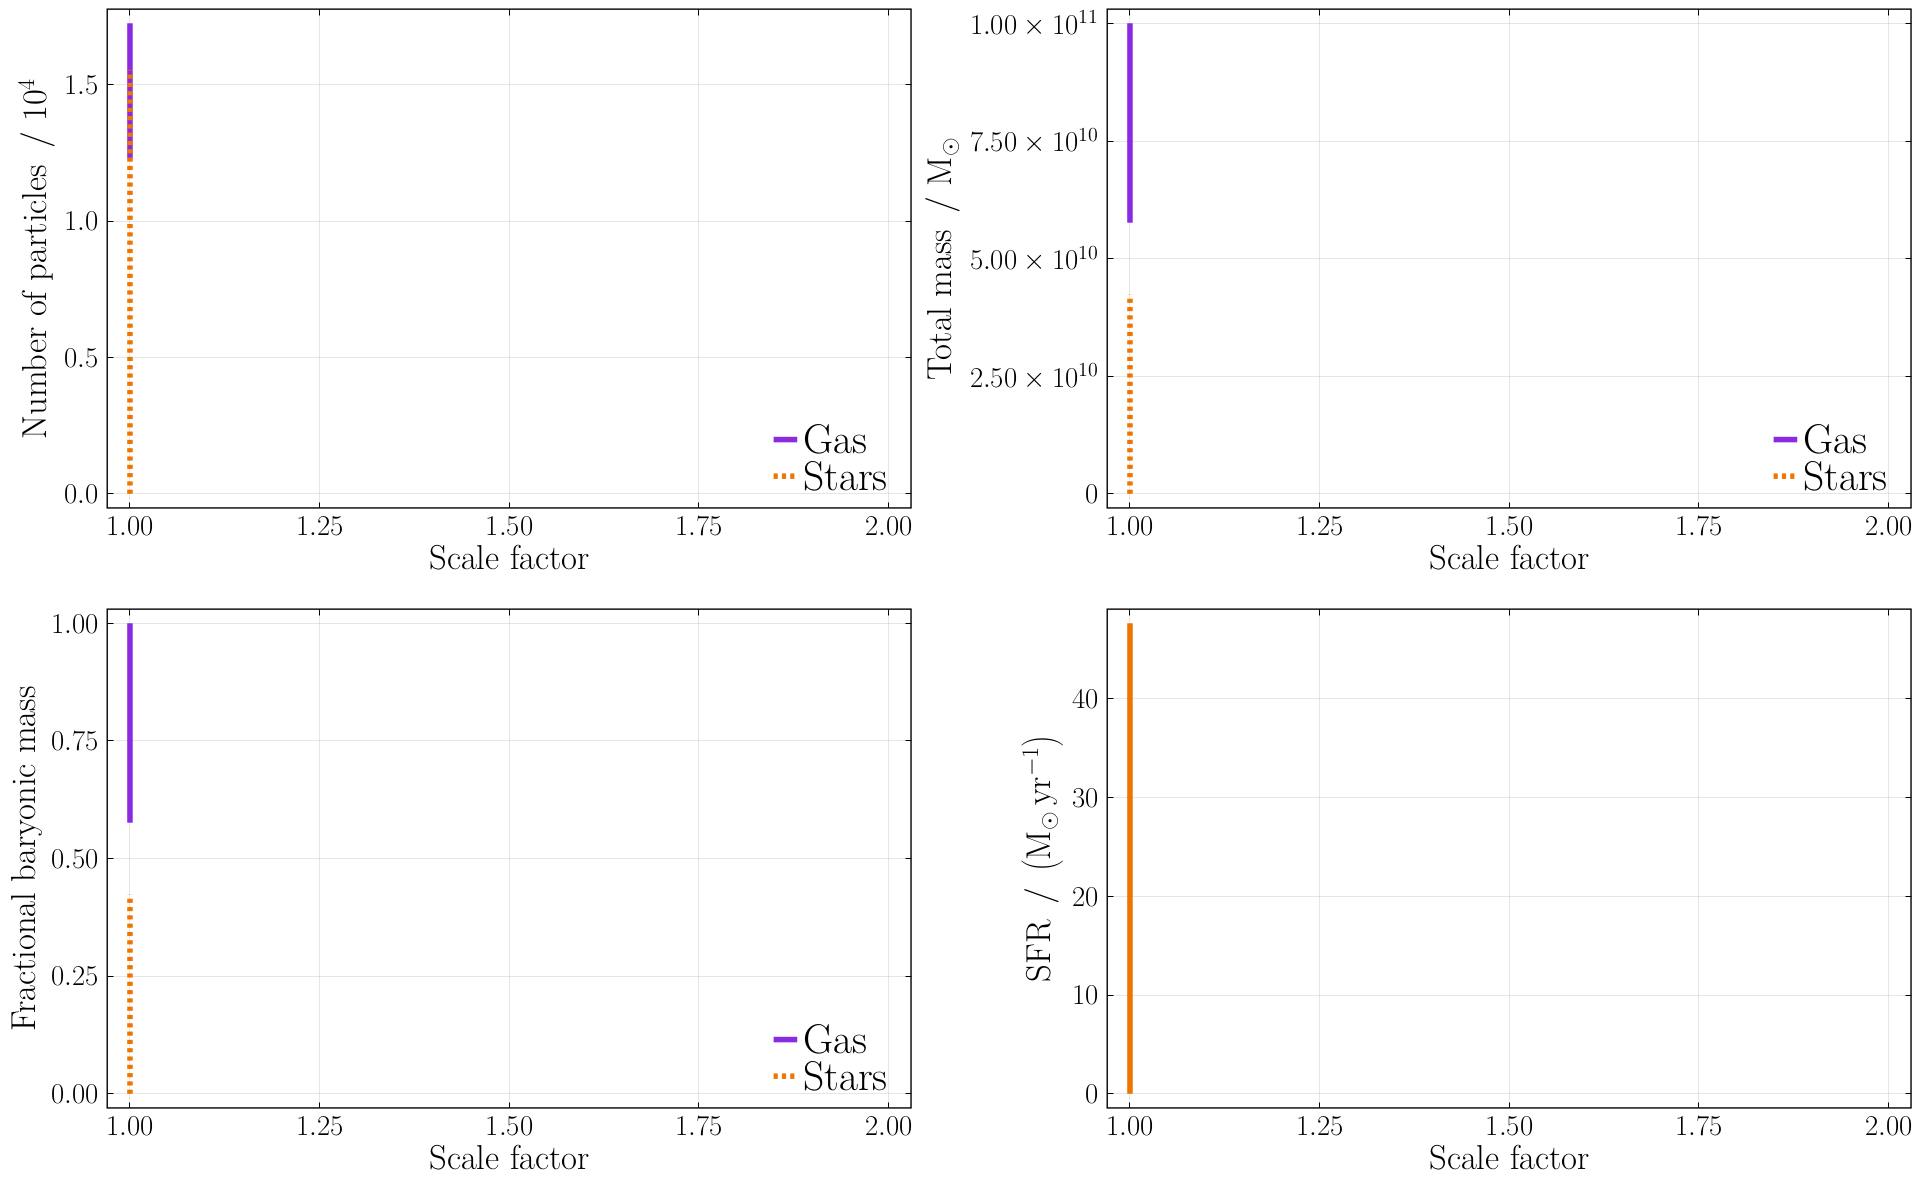 Number of particles / 10⁴
1.5
1.0
0.5
0.0
Gas
Stars
1.00 1.25 1.50 1.75 2.00
Scale factor
Total mass / M⊙
1.00 × 10¹¹
7.50 × 10¹⁰
5.00 × 10¹⁰
2.50 × 10¹⁰
0
Gas
Stars
1.00 1.25 1.50 1.75 2.00
Scale factor
Fractional baryonic mass
1.00
0.75
0.50
0.25
0.00
Gas
Stars
1.00 1.25 1.50 1.75 2.00
Scale factor
SFR / (M⊙ yr⁻¹)
40
30
20
10
0
1.00 1.25 1.50 1.75 2.00
Scale factor